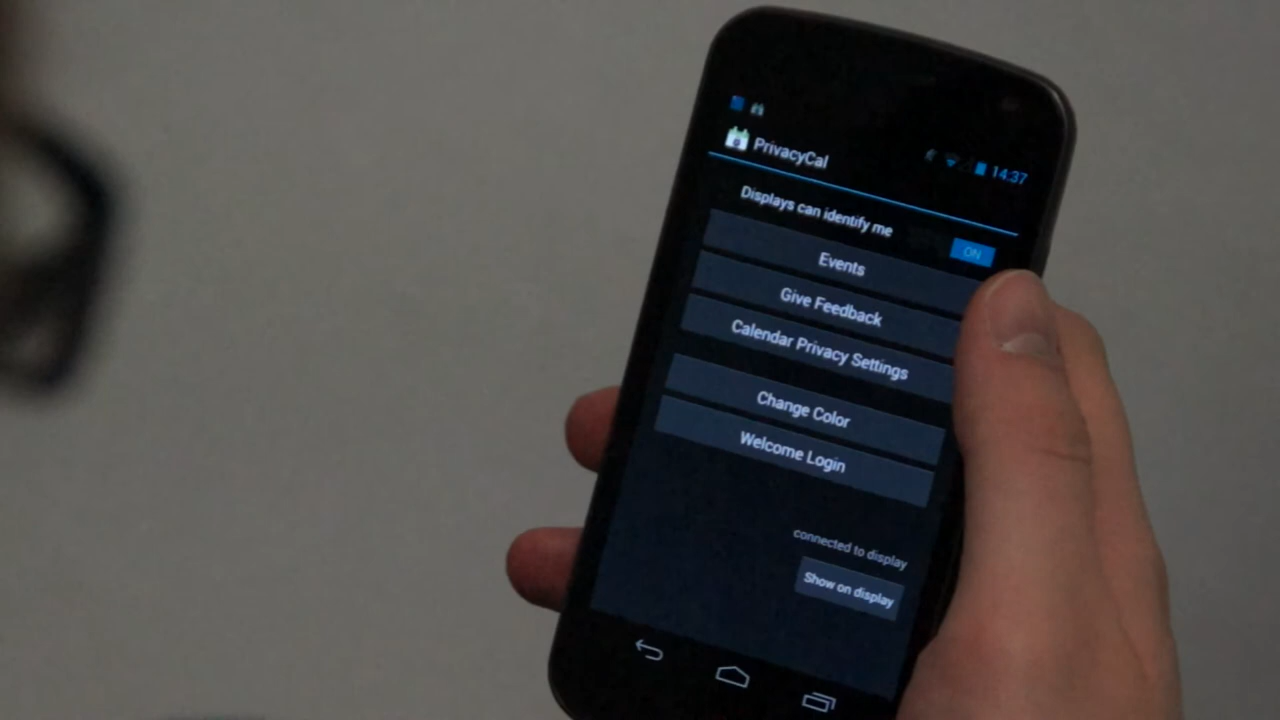 14:37
PrivacyCal
Displays can identify me
ON
Events
Give Feedback
Calendar Privacy Settings
Change Color
Welcome Login
connected to display
Show on display